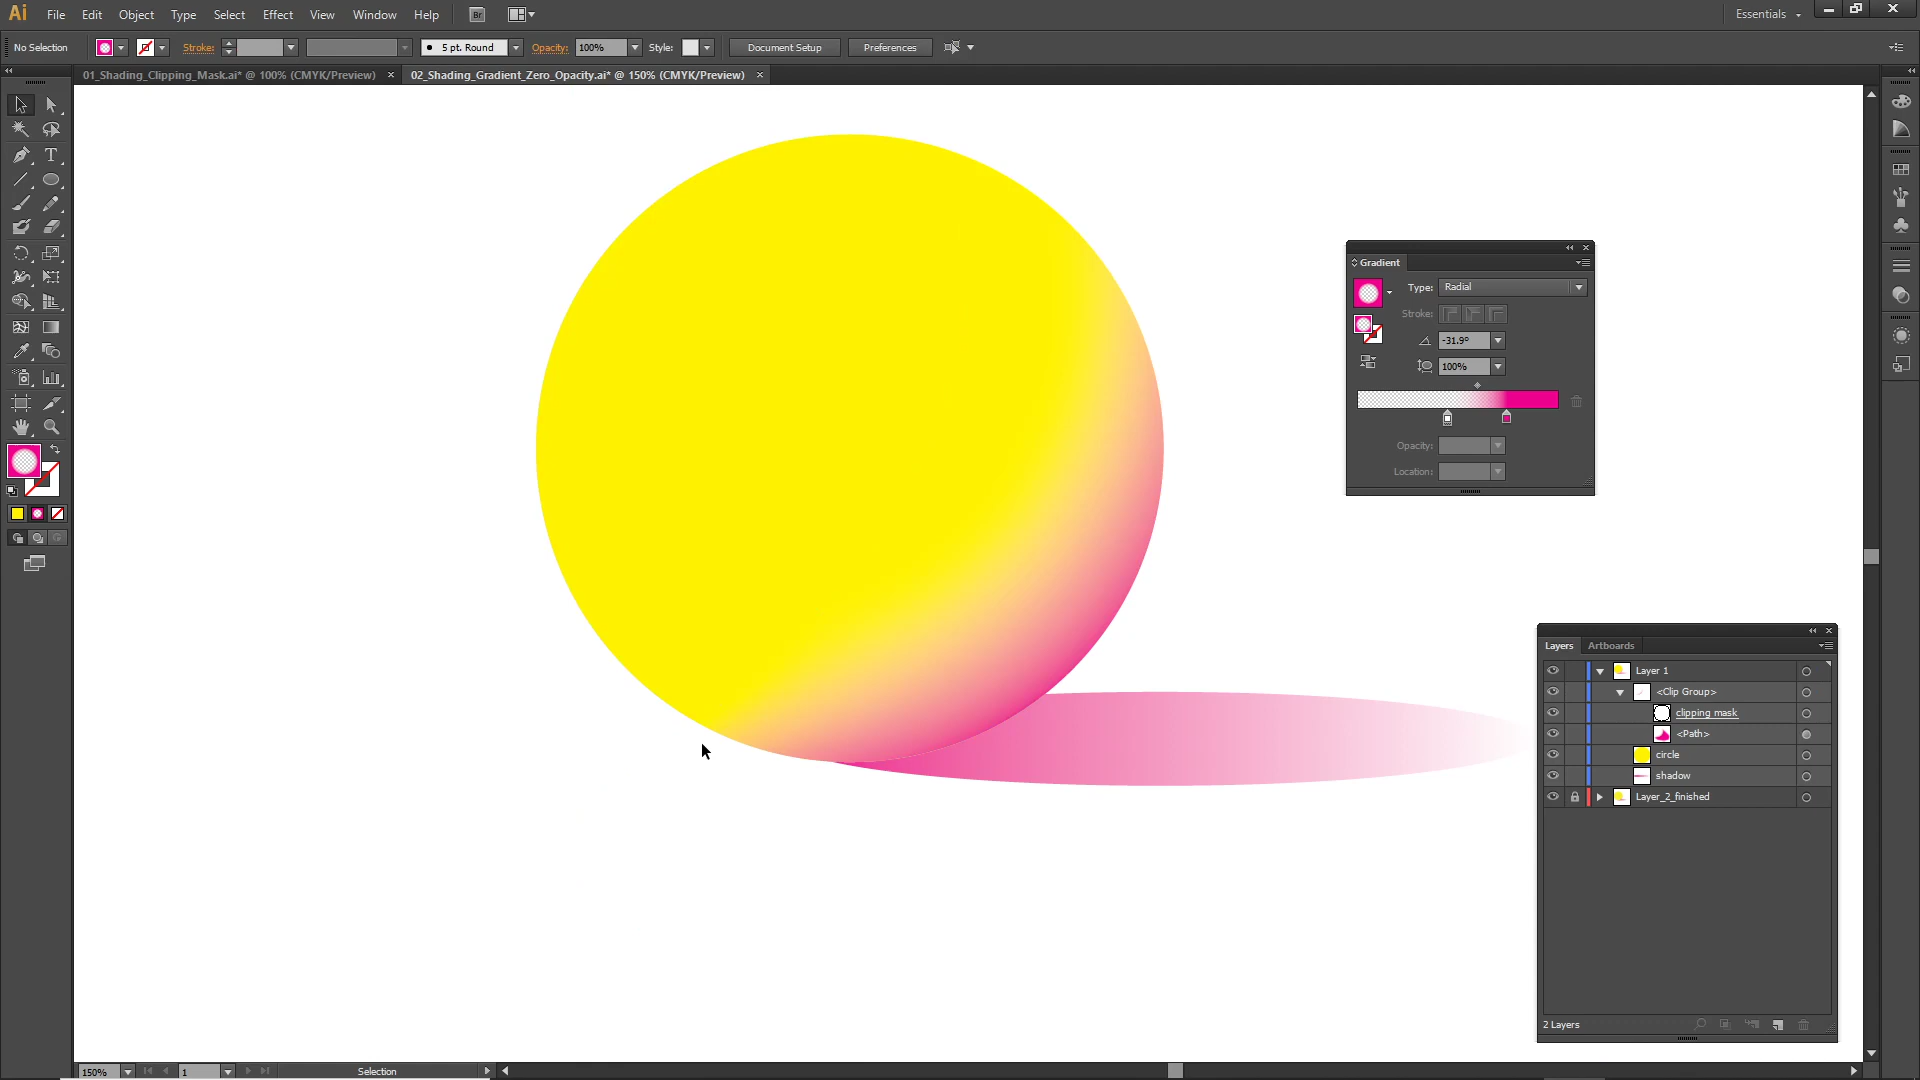 Ai File Edit Object Type Select Effect View Window Help Br Essentials
No Selection Stroke: 5 pt. Round Opacity: 100% Style: Document Setup Preferences
01_Shading_Clipping_Mask.ai* @ 100% (CMYK/Preview) 02_Shading_Gradient_Zero_Opacity.ai* @ 150% (CMYK/Preview)
Gradient
Type: Radial
Stroke:
-31.9°
100%
Opacity:
Location:
Layers Artboards
Layer 1
<Clip Group>
clipping mask
<Path>
circle
shadow
Layer_2_finished
2 Layers
150% 1 Selection